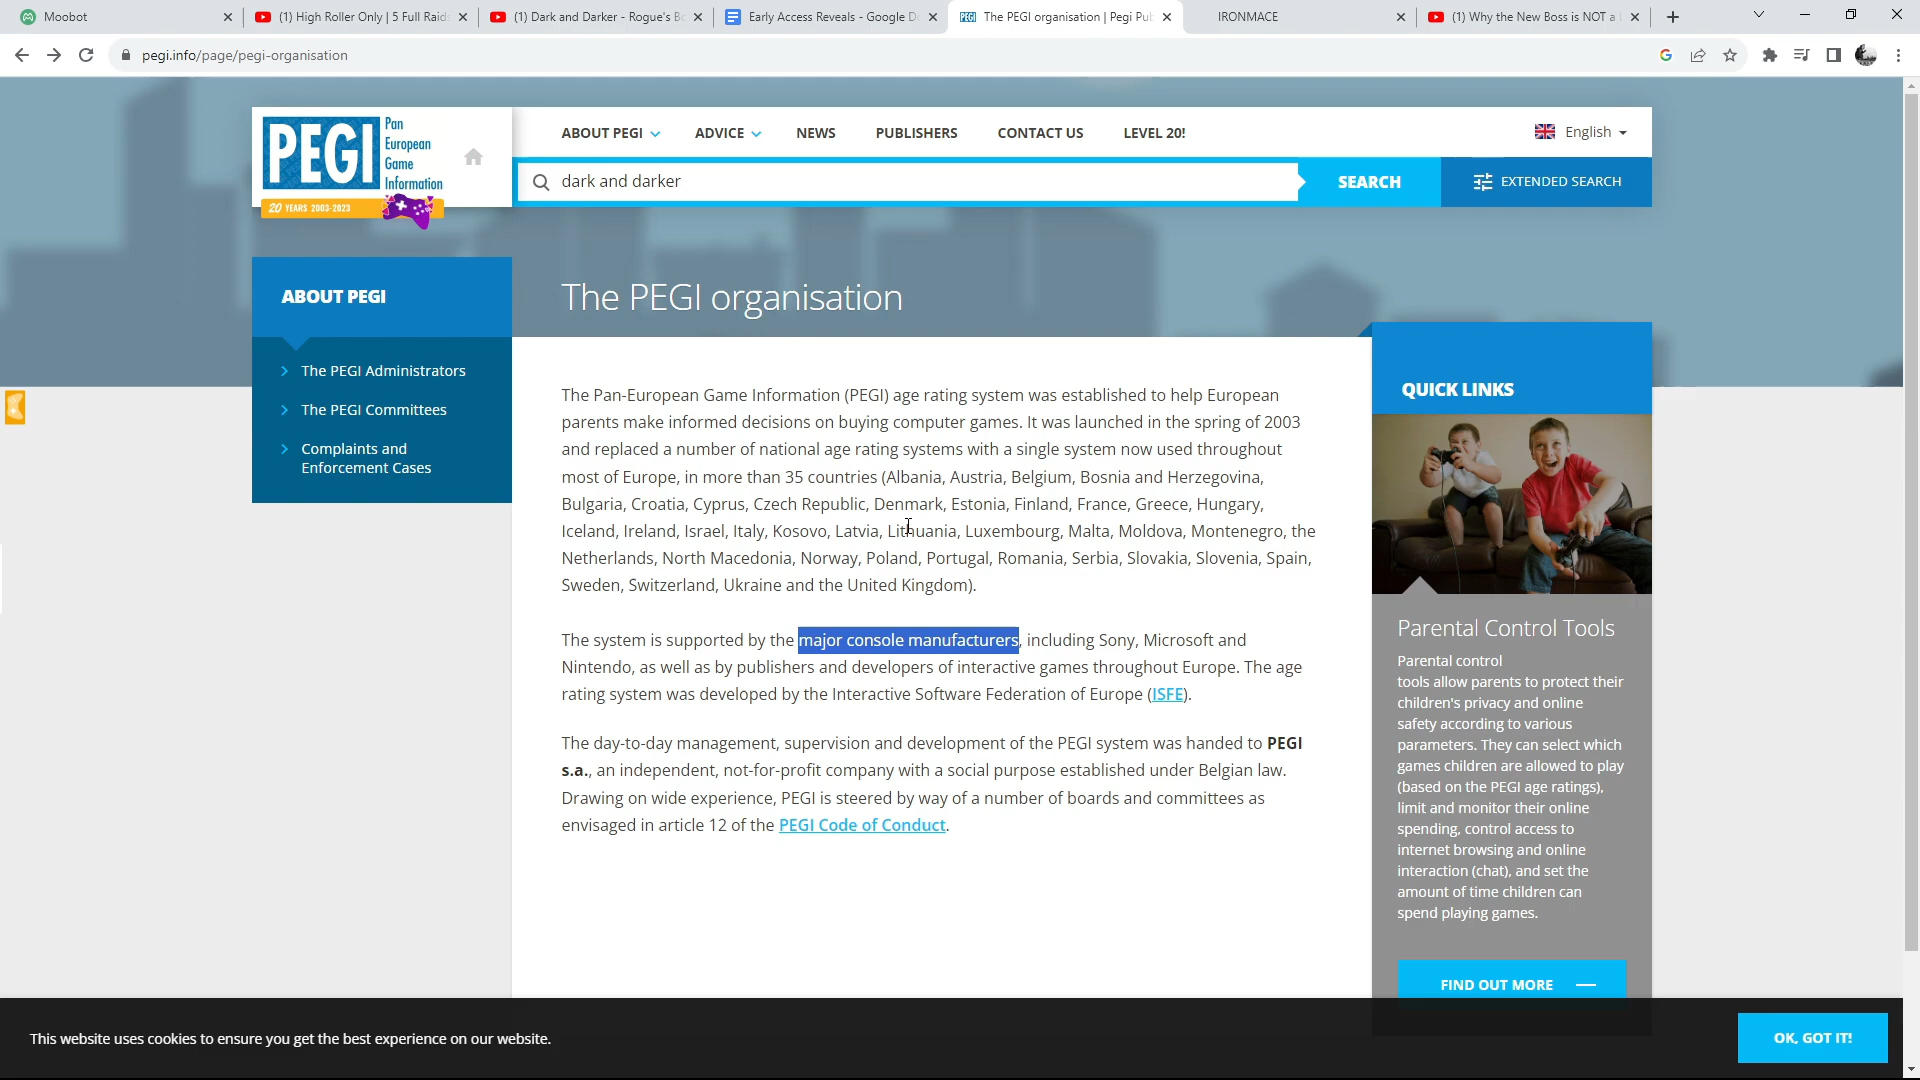 Moobot
(1) High Roller Only | 5 Full Raid
(1) Dark and Darker - Rogue's B
Early Access Reveals - Google D
The PEGI organisation | Pegi Pub
IRONMACE
(1) Why the New Boss is NOT a
pegi.info/page/pegi-organisation
PEGI
Pan
European
Game
Information
20 YEARS 2003-2023
ABOUT PEGI
ADVICE
NEWS
PUBLISHERS
CONTACT US
LEVEL 20!
English
dark and darker
SEARCH
EXTENDED SEARCH
ABOUT PEGI
The PEGI Administrators
The PEGI Committees
Complaints and
Enforcement Cases
The PEGI organisation
The Pan-European Game Information (PEGI) age rating system was established to help European
parents make informed decisions on buying computer games. It was launched in the spring of 2003
and replaced a number of national age rating systems with a single system now used throughout
most of Europe, in more than 35 countries (Albania, Austria, Belgium, Bosnia and Herzegovina,
Bulgaria, Croatia, Cyprus, Czech Republic, Denmark, Estonia, Finland, France, Greece, Hungary,
Iceland, Ireland, Israel, Italy, Kosovo, Latvia, Lithuania, Luxembourg, Malta, Moldova, Montenegro, the
Netherlands, North Macedonia, Norway, Poland, Portugal, Romania, Serbia, Slovakia, Slovenia, Spain,
Sweden, Switzerland, Ukraine and the United Kingdom).
The system is supported by the major console manufacturers, including Sony, Microsoft and
Nintendo, as well as by publishers and developers of interactive games throughout Europe. The age
rating system was developed by the Interactive Software Federation of Europe (ISFE).
The day-to-day management, supervision and development of the PEGI system was handed to PEGI
s.a., an independent, not-for-profit company with a social purpose established under Belgian law.
Drawing on wide experience, PEGI is steered by way of a number of boards and committees as
envisaged in article 12 of the PEGI Code of Conduct.
QUICK LINKS
Parental Control Tools
Parental control
tools allow parents to protect their
children's privacy and online
safety according to various
parameters. They can select which
games children are allowed to play
(based on the PEGI age ratings),
limit and monitor their online
spending, control access to
internet browsing and online
interaction (chat), and set the
amount of time children can
spend playing games.
FIND OUT MORE
This website uses cookies to ensure you get the best experience on our website.
OK, GOT IT!